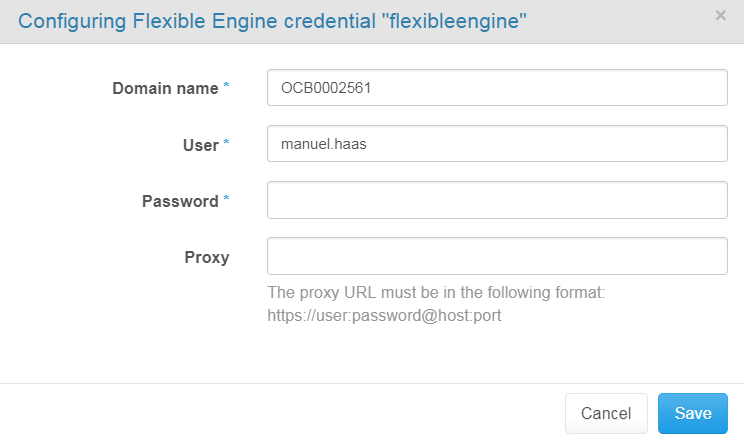 Configuring Flexible Engine credential "flexibleengine" ×
Domain name * OCB0002561
User * manuel.haas
Password *
Proxy
The proxy URL must be in the following format:
https://user:password@host:port
Cancel Save